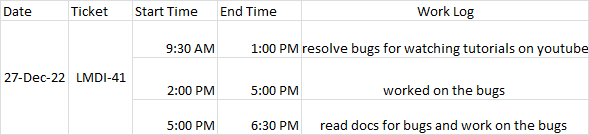 Date Ticket Start Time End Time Work Log
9:30 AM 1:00 PM resolve bugs for watching tutorials on youtube
27-Dec-22 LMDI-41
2:00 PM 5:00 PM worked on the bugs
5:00 PM 6:30 PM read docs for bugs and work on the bugs